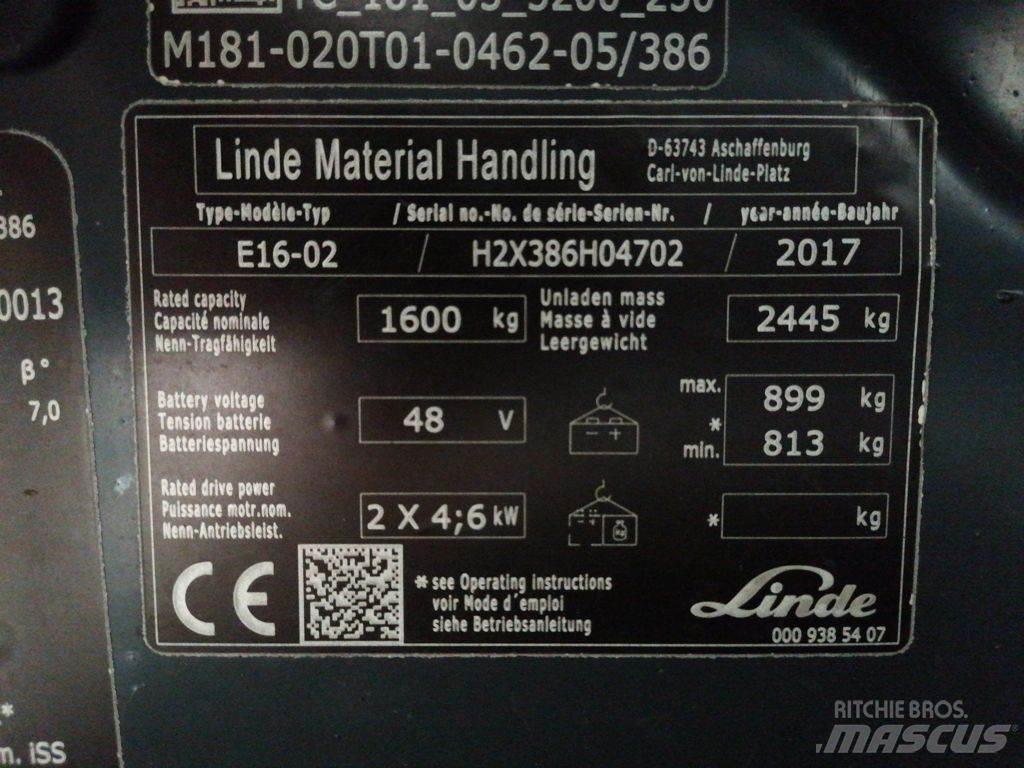 M181-020T01-0462-05/386
386
0013
β°
7,0
Linde Material Handling
D-63743 Aschaffenburg
Carl-von-Linde-Platz
Type-Modèle-Typ / Serial no.-No. de série-Serien-Nr. / year-année-Baujahr
E16-02 / H2X386H04702 / 2017
Rated capacity
Capacité nominale
Nenn-Tragfähigkeit
1600 kg
Unladen mass
Masse à vide
Leergewicht
2445 kg
Battery voltage
Tension batterie
Batteriespannung
48 V
- +
max. 899 kg
*
min. 813 kg
Rated drive power
Puissance motr.nom.
Nenn-Antriebsleist.
2 X 4;6 kW
* kg
CE
* see Operating instructions
voir Mode d'emploi
siehe Betriebsanleitung
Linde
000 938 54 07
m. iSS
RITCHIE BROS.
MASCUS